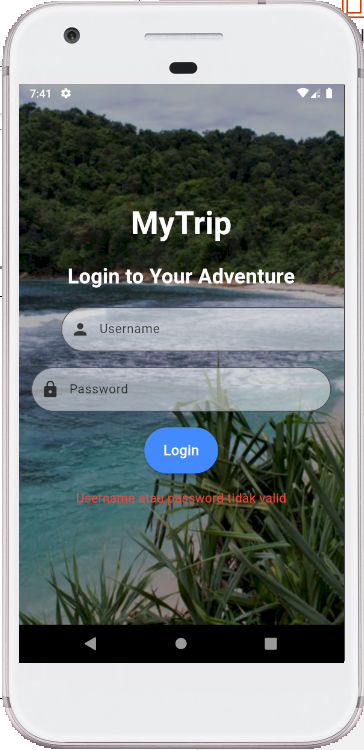 7:41
MyTrip
Login to Your Adventure
Username
Password
Login
Username atau password tidak valid